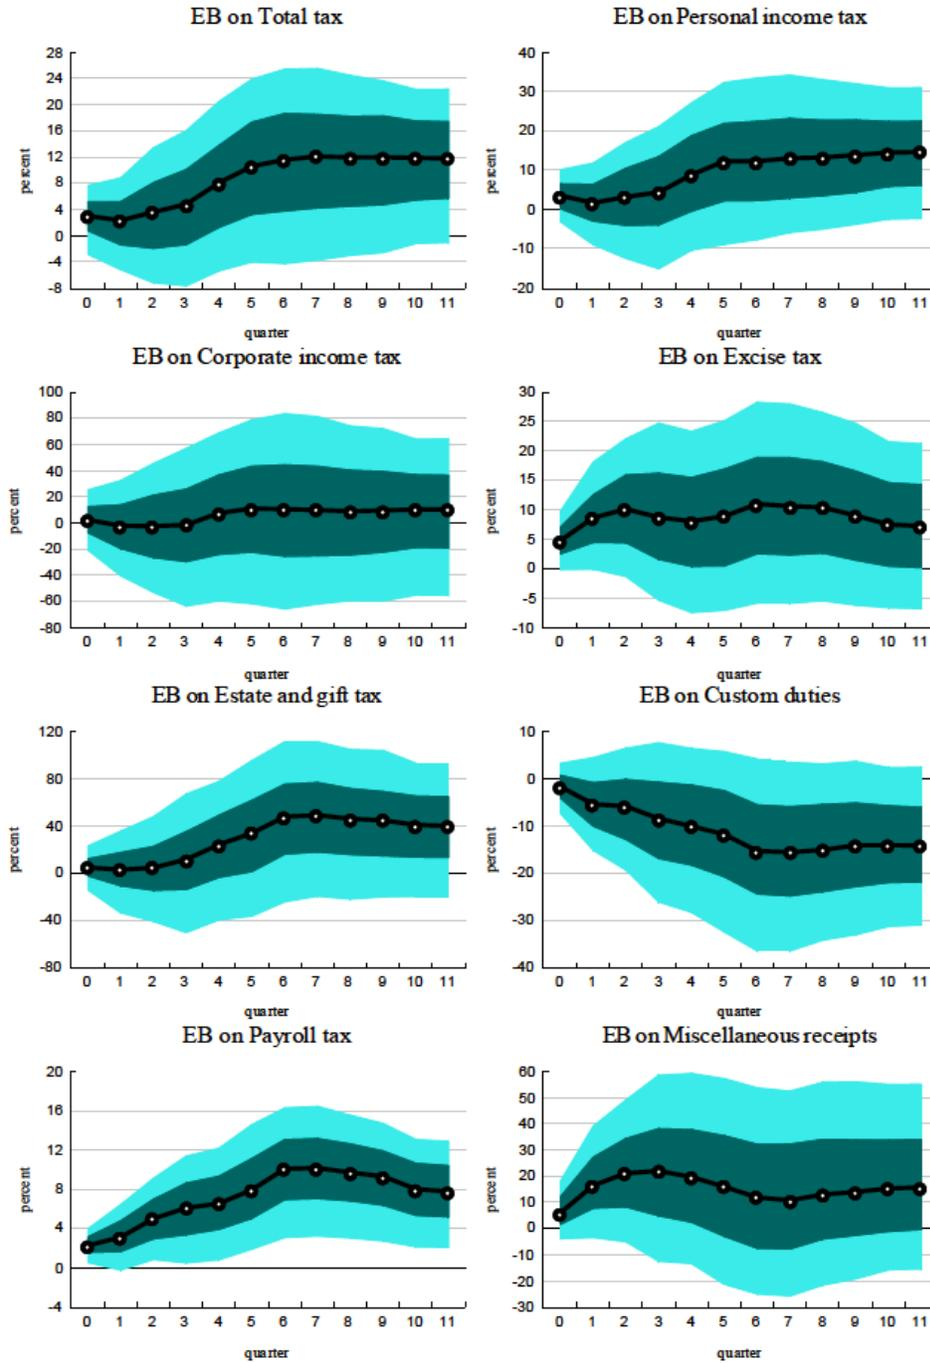 EB on Total tax
28
24
20
16
12
8
4
0
-4
-8
percent
0 1 2 3 4 5 6 7 8 9 10 11
quarter
EB on Personal income tax
40
30
20
10
0
-10
-20
percent
0 1 2 3 4 5 6 7 8 9 10 11
quarter
EB on Corporate income tax
100
80
60
40
20
0
-20
-40
-60
-80
percent
0 1 2 3 4 5 6 7 8 9 10 11
quarter
EB on Excise tax
30
25
20
15
10
5
0
-5
-10
percent
0 1 2 3 4 5 6 7 8 9 10 11
quarter
EB on Estate and gift tax
120
80
40
0
-40
-80
percent
0 1 2 3 4 5 6 7 8 9 10 11
quarter
EB on Custom duties
10
0
-10
-20
-30
-40
percent
0 1 2 3 4 5 6 7 8 9 10 11
quarter
EB on Payroll tax
20
16
12
8
4
0
-4
percent
0 1 2 3 4 5 6 7 8 9 10 11
quarter
EB on Miscellaneous receipts
60
50
40
30
20
10
0
-10
-20
-30
percent
0 1 2 3 4 5 6 7 8 9 10 11
quarter